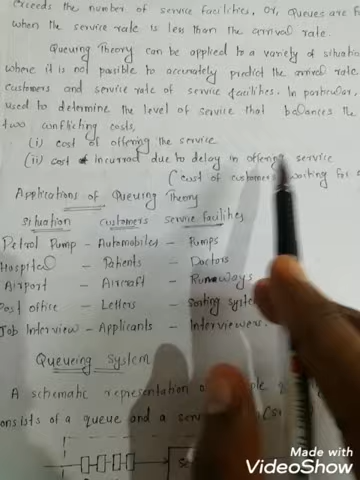 exceeds the number of service facilities. Or, Queues are
when the service rate is less than the arrival rate.
Queuing Theory can be applied to a variety of
where it is not possible to accurately predict the arrival rate
customers and service rate of service facilities. In particular,
used to determine the level of service that balances the
two conflicting costs,
(i) cost of offering the service
(ii) cost incurred due to delay in offering service
(cost of customers waiting for
Applications of Queuing Theory
Situation customers service facilities
Petrol Pump - Automobiles - Pumps
Hospital - Patients - Doctors
Airport - Aircraft - Runways
Post office - Letters - Sorting
Job Interview - Applicants - Interviewers.
Queueing System
A schematic representation
consists of a queue and a
Made with
VideoShow